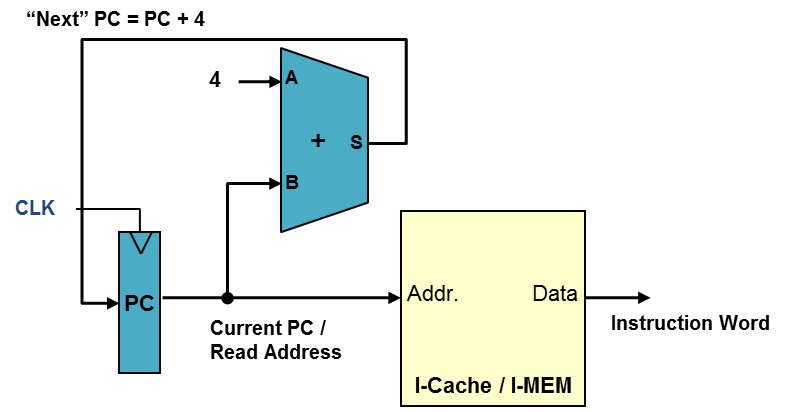 “Next” PC = PC + 4
4
A
+
S
B
CLK
PC
Addr.
Data
Current PC /
Read Address
Instruction Word
I-Cache / I-MEM